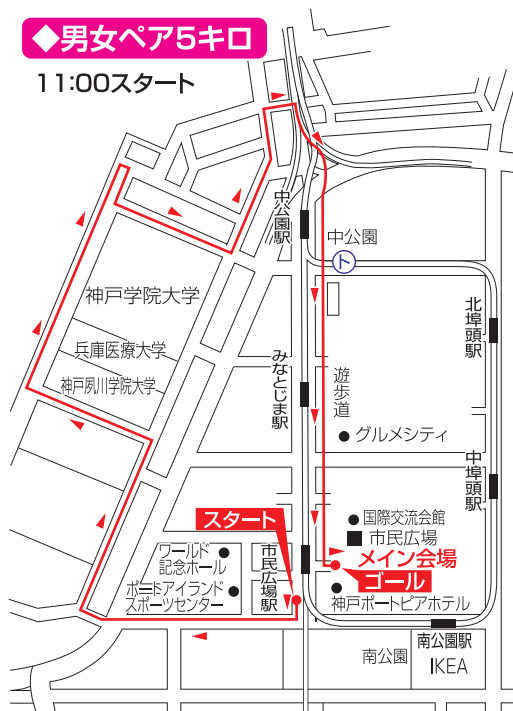 ◆男女ペア5キロ
11:00スタート
中公園駅
中公園
ト
神戸学院大学
兵庫医療大学
神戸夙川学院大学
みなとじま駅
遊歩道
北埠頭駅
グルメシティ
中埠頭駅
スタート
国際交流会館
市民広場
ワールド
記念ホール
市民広場駅
メイン会場
ゴール
ポートアイランド
スポーツセンター
神戸ポートピアホテル
南公園駅
南公園
IKEA